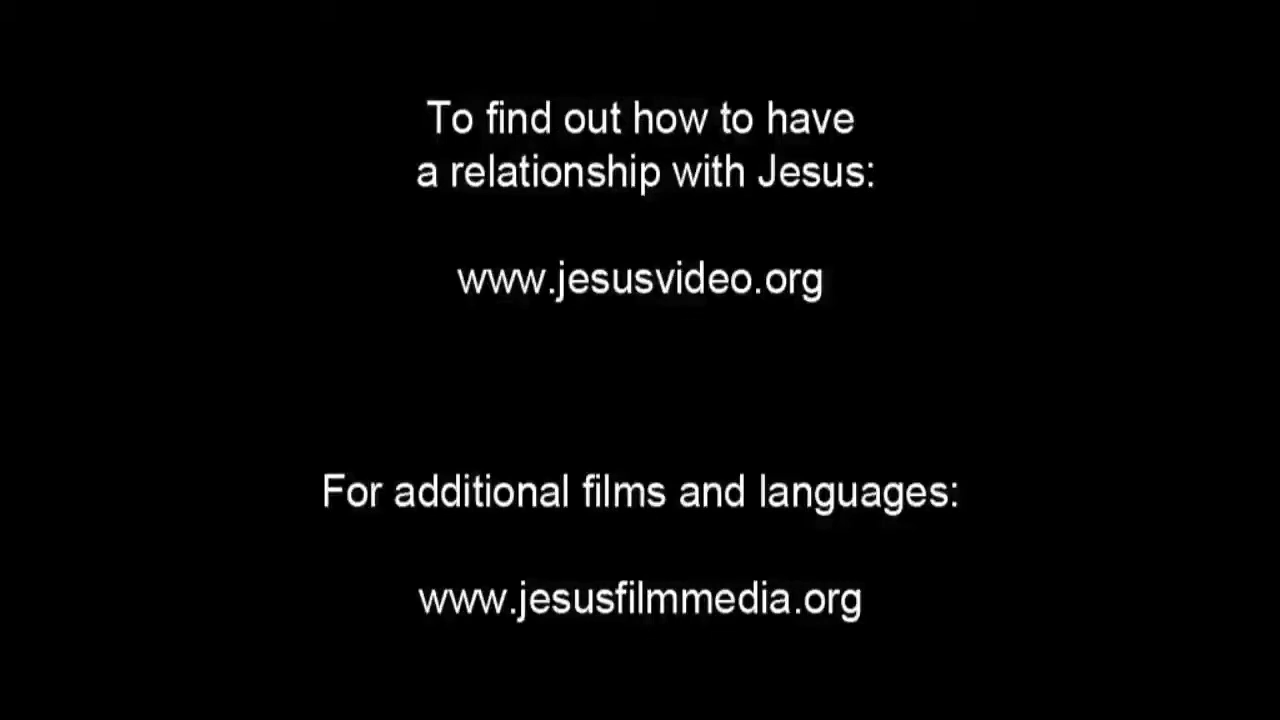 To find out how to have
a relationship with Jesus:
www.jesusvideo.org
For additional films and languages:
www.jesusfilmmedia.org